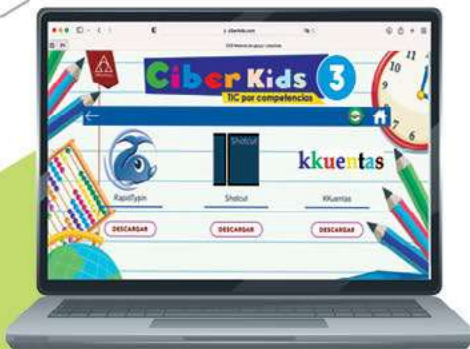 Ciber Kids 3
TIC por competencias
Shotcut
kkuentas
RapidTypin Shotcut KKuentas
DESCARGAR DESCARGAR DESCARGAR